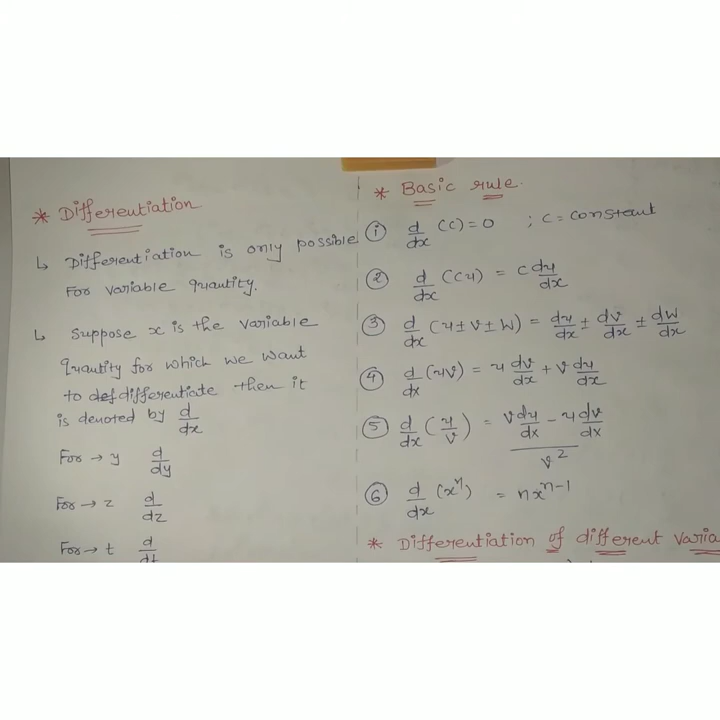 * Differentiation
↳ Differentiation is only possible
For variable quantity.
↳ Suppose x is the variable
quantity for which we want
to def differentiate then it
is denoted by d/dx
For → y d/dy
For → z d/dz
For → t d/dt
* Basic rule.
① d/dx (c) = 0 ; c = constant
② d/dx (cu) = c du/dx
③ d/dx (u ± v ± w) = du/dx ± dv/dx ± dw/dx
④ d/dx (uv) = u dv/dx + v du/dx
⑤ d/dx (u/v) = (v du/dx - u dv/dx) / v²
⑥ d/dx (xⁿ) = nxⁿ⁻¹
* Differentiation of different varia